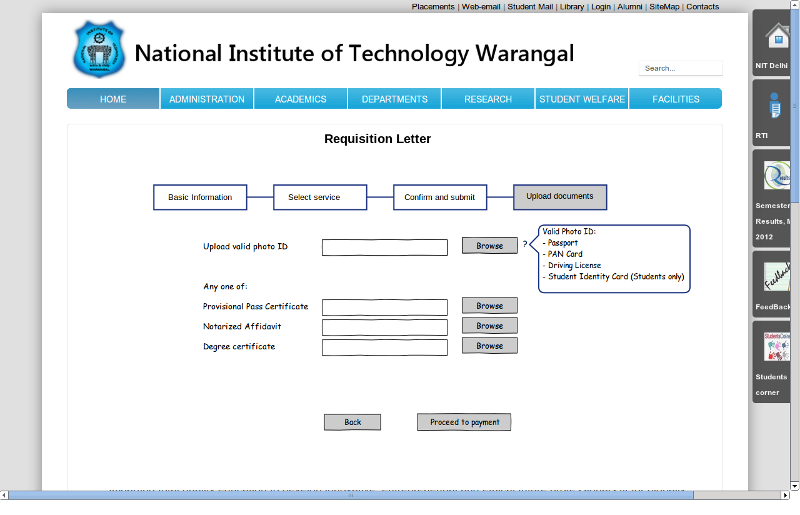 Placements | Web-email | Student Mail | Library | Login | Alumni | SiteMap | Contacts
National Institute of Technology Warangal
Search...
HOME ADMINISTRATION ACADEMICS DEPARTMENTS RESEARCH STUDENT WELFARE FACILITIES
NIT Delhi
RTI
Semester
Results,
2012
FeedBack
Students
corner
Requisition Letter
Basic Information Select service Confirm and submit Upload documents
Upload valid photo ID Browse ?
Valid Photo ID:
- Passport
- PAN Card
- Driving License
- Student Identity Card (Students only)
Any one of:
Provisional Pass Certificate Browse
Notarized Affidavit Browse
Degree certificate Browse
Back Proceed to payment